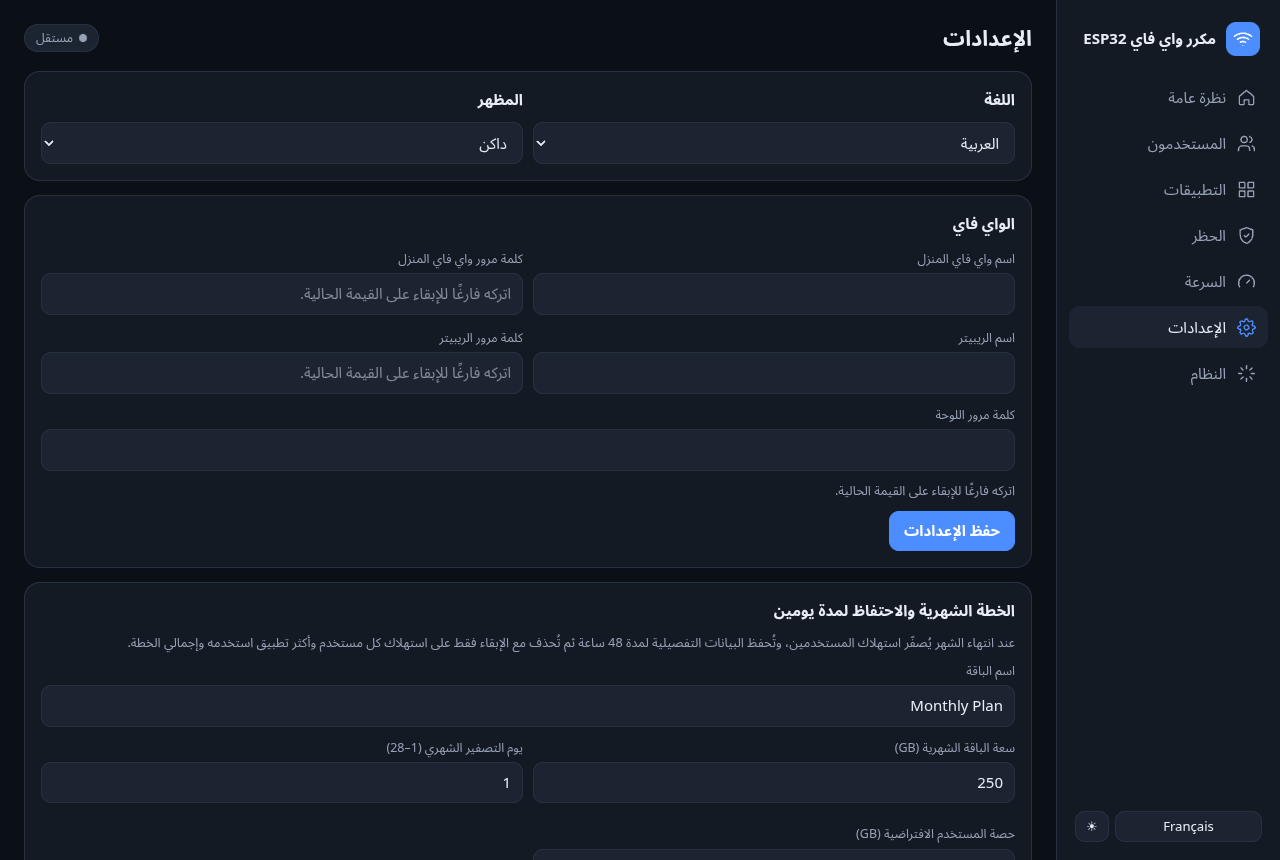 مكرر واي فاي ESP32
نظرة عامة
المستخدمون
التطبيقات
الحظر
السرعة
الإعدادات
النظام
Français
الإعدادات
مستقل
اللغة
المظهر
العربية
داكن
الواي فاي
اسم واي فاي المنزل
كلمة مرور واي فاي المنزل
اتركه فارغًا للإبقاء على القيمة الحالية.
اسم الريبيتر
كلمة مرور الريبيتر
اتركه فارغًا للإبقاء على القيمة الحالية.
كلمة مرور اللوحة
اتركه فارغًا للإبقاء على القيمة الحالية.
حفظ الإعدادات
الخطة الشهرية والاحتفاظ لمدة يومين
عند انتهاء الشهر يُصفّر استهلاك المستخدمين، وتُحفظ البيانات التفصيلية لمدة 48 ساعة ثم تُحذف مع الإبقاء فقط على استهلاك كل مستخدم وأكثر تطبيق استخدمه وإجمالي الخطة.
اسم الباقة
Monthly Plan
سعة الباقة الشهرية (GB)
يوم التصفير الشهري (1–28)
250
1
حصة المستخدم الافتراضية (GB)